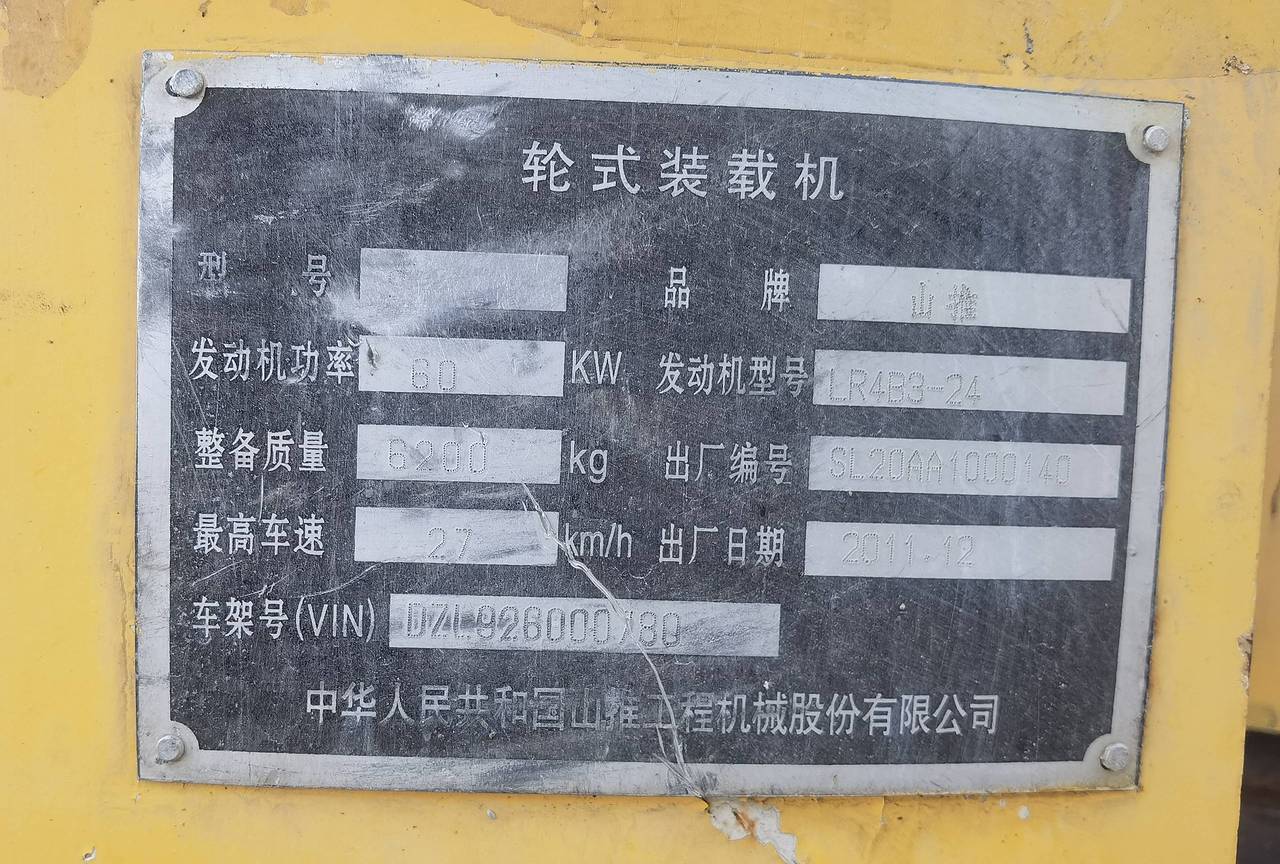 轮式装载机
型号 品牌 山推
发动机功率 60 KW 发动机型号 LR4B3-24
整备质量 6200 kg 出厂编号 SL20AA1000140
最高车速 27 km/h 出厂日期 2011.12
车架号(VIN)
中华人民共和国山推工程机械股份有限公司